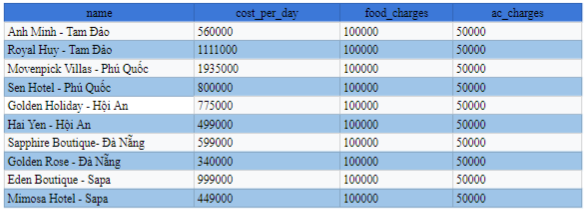 name cost_per_day food_charges ac_charges
Anh Minh - Tam Đảo 560000 100000 50000
Royal Huy - Tam Đảo 1111000 100000 50000
Movenpick Villas - Phú Quốc 1935000 100000 50000
Sen Hotel - Phú Quốc 800000 100000 50000
Golden Holiday - Hội An 775000 100000 50000
Hai Yen - Hội An 499000 100000 50000
Sapphire Boutique- Đà Nẵng 599000 100000 50000
Golden Rose - Đà Nẵng 340000 100000 50000
Eden Boutique - Sapa 999000 100000 50000
Mimosa Hotel - Sapa 449000 100000 50000